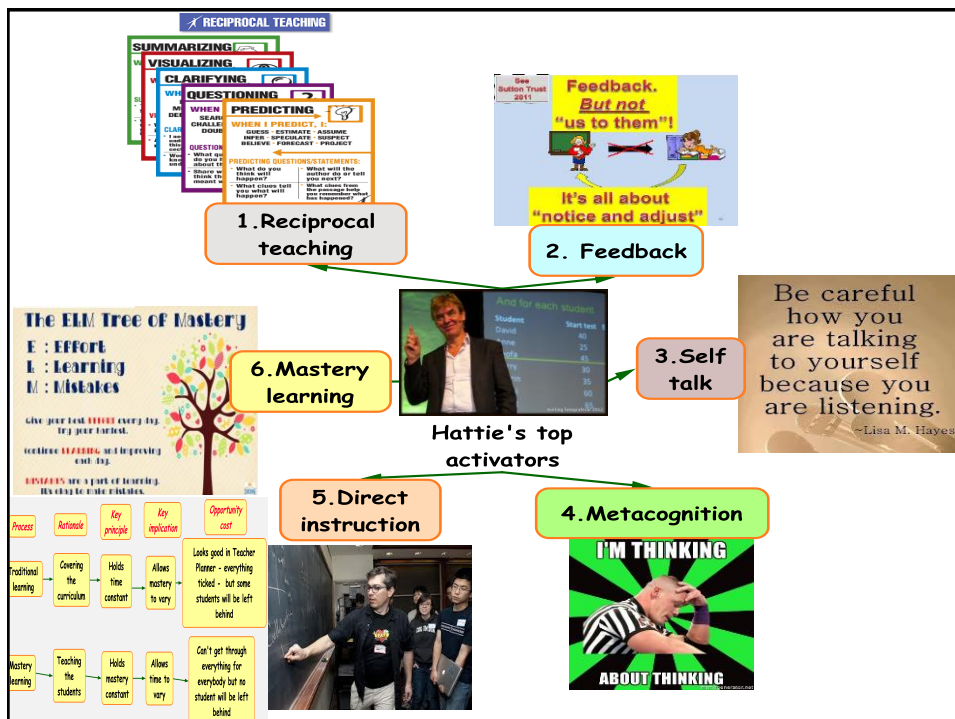 RECIPROCAL TEACHING
SUMMARIZING
VISUALIZING
CLARIFYING
QUESTIONING
PREDICTING
WHEN I PREDICT, I:
GUESS · ESTIMATE · ASSUME
INFER · SPECULATE · SUSPECT
BELIEVE · FORECAST · PROJECT
PREDICTING QUESTIONS/STATEMENTS:
· What do you
think will
happen?
· What will the
author do or tell
you next?
· What clues tell
you what will
happen?
· What clues from
the passage help
you remember what
has happened?
1.Reciprocal
teaching
See
Sutton Trust
2011
Feedback.
But not
"us to them"!
It's all about
"notice and adjust"
2. Feedback
And for each student
Student
Start test
David
40
25
45
30
35
60
Hattie's top
activators
3.Self
talk
Be careful
how you
are talking
to yourself
because you
are listening.
~Lisa M. Hayes
The ELM Tree of Mastery
E : Effort
L : Learning
M : Mistakes
Give your best EFFORT every day.
Try your hardest.
Continue LEARNING and improving
each day.
MISTAKES are a part of learning.
It's okay to make mistakes.
6.Mastery
learning
5.Direct
instruction
4.Metacognition
I'M THINKING
ABOUT THINKING
Process
Rationale
Key
principle
Key
implication
Opportunity
cost
Traditional
learning
Covering
the
curriculum
Holds
time
constant
Allows
mastery
to vary
Looks good in Teacher
Planner - everything
ticked - but some
students will be left
behind
Mastery
learning
Teaching
the
students
Holds
mastery
constant
Allows
time to
vary
Can't get through
everything for
everybody but no
student will be left
behind